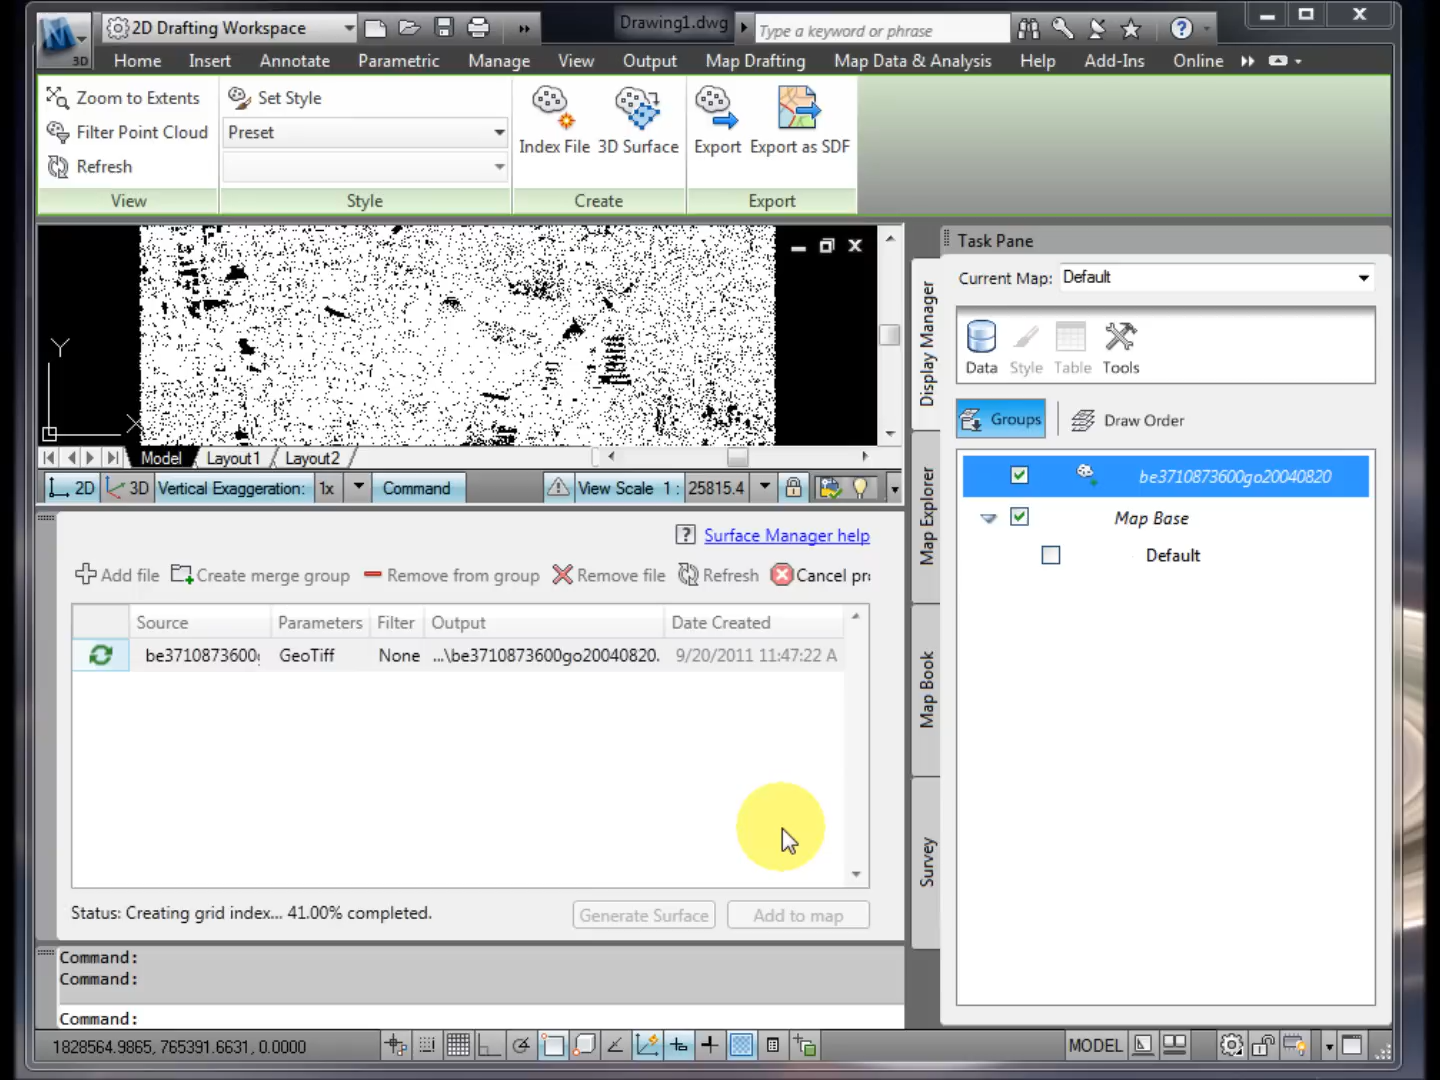 2D Drafting Workspace
Drawing1.dwg
Type a keyword or phrase
3D
Home Insert Annotate Parametric Manage View Output Map Drafting Map Data & Analysis Help Add-Ins Online
Zoom to Extents
Filter Point Cloud
Refresh
View
Set Style
Preset
Style
Index File 3D Surface
Create
Export Export as SDF
Export
Y
X
Model Layout1 Layout2
2D 3D Vertical Exaggeration: 1x Command View Scale 1 : 25815.4
? Surface Manager help
Add file Create merge group Remove from group Remove file Refresh Cancel pr
Source Parameters Filter Output Date Created
be3710873600 GeoTiff None ...\be3710873600go20040820. 9/20/2011 11:47:22 A
Status: Creating grid index... 41.00% completed.
Generate Surface Add to map
Command:
Command:
Command:
1828564.9865, 765391.6631, 0.0000
MODEL
Task Pane
Current Map: Default
Data Style Table Tools
Groups Draw Order
be3710873600go20040820
Map Base
Default
Display Manager
Map Explorer
Map Book
Survey